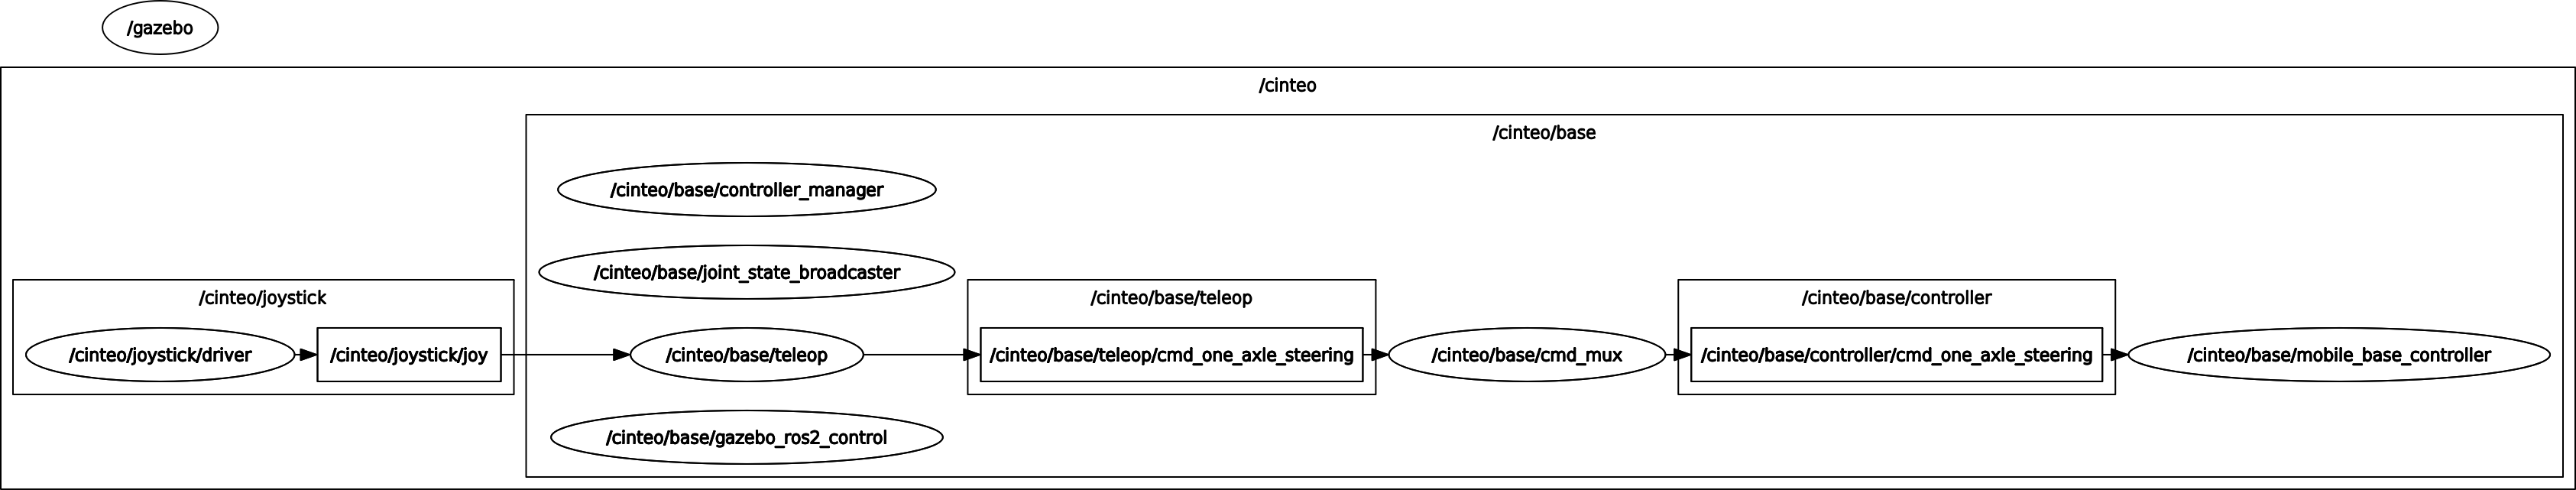 /gazebo
/cinteo
/cinteo/base
/cinteo/base/controller_manager
/cinteo/base/joint_state_broadcaster
/cinteo/joystick
/cinteo/base/teleop
/cinteo/base/controller
/cinteo/joystick/driver
/cinteo/joystick/joy
/cinteo/base/teleop
/cinteo/base/teleop/cmd_one_axle_steering
/cinteo/base/cmd_mux
/cinteo/base/controller/cmd_one_axle_steering
/cinteo/base/mobile_base_controller
/cinteo/base/gazebo_ros2_control